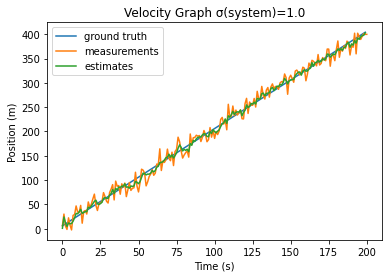 Velocity Graph σ(system)=1.0
ground truth
measurements
estimates
Position (m)
400
350
300
250
200
150
100
50
0
0 25 50 75 100 125 150 175 200
Time (s)